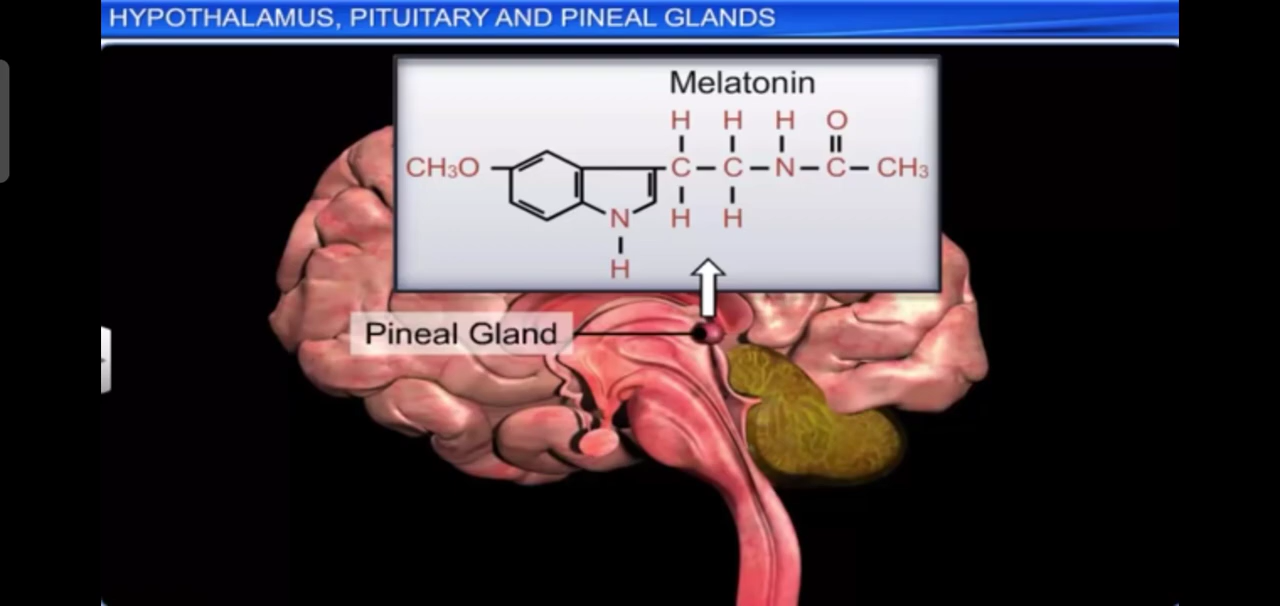 HYPOTHALAMUS, PITUITARY AND PINEAL GLANDS
Melatonin
H H H O
CH3O C C N C CH3
N H H
H
Pineal Gland